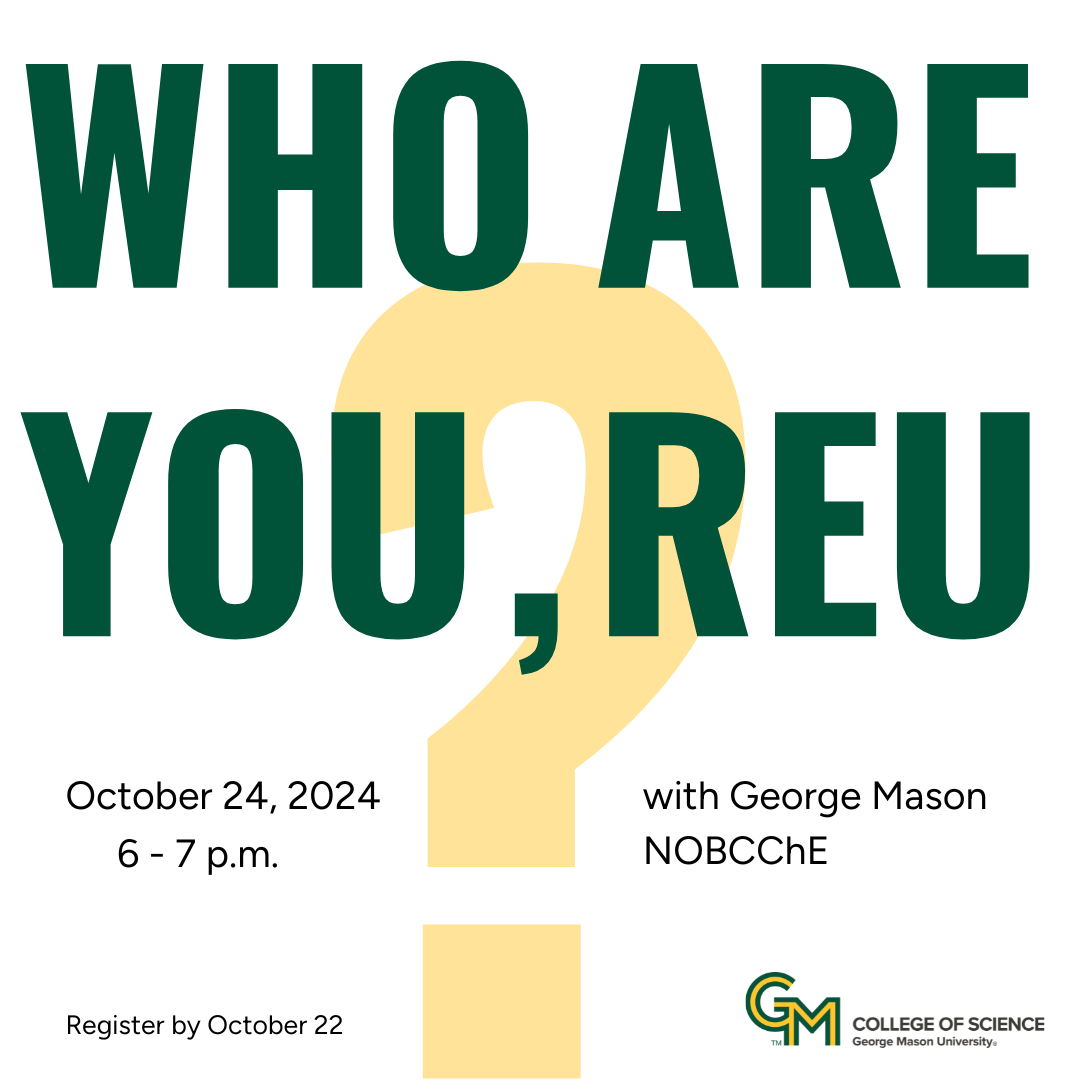 WHO ARE
YOU, REU
?
October 24, 2024
6 - 7 p.m.
with George Mason
NOBCChE
Register by October 22
GM
TM
COLLEGE OF SCIENCE
George Mason University®